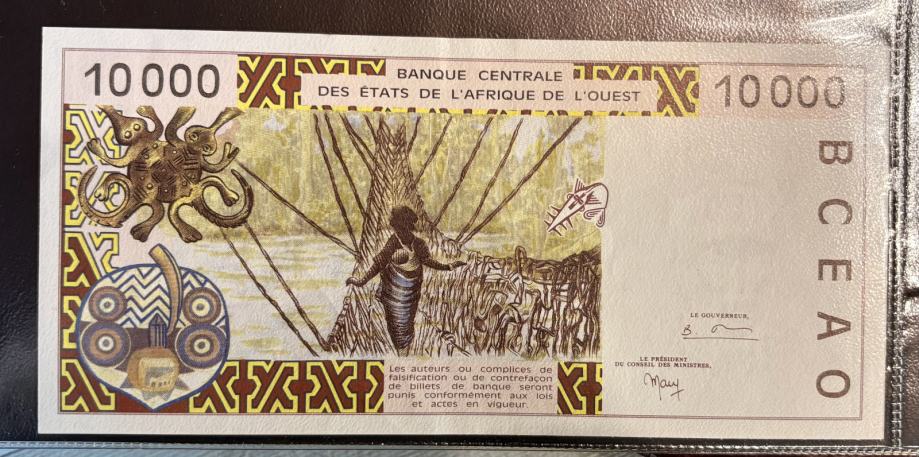 10 000
BANQUE CENTRALE
DES ÉTATS DE L'AFRIQUE DE L'OUEST
10 000
BCEAO
LE GOUVERNEUR,
LE PRÉSIDENT
DU CONSEIL DES MINISTRES,
Les auteurs ou complices de
falsification ou de contrefaçon
de billets de banque seront
punis conformément aux lois
et actes en vigueur.